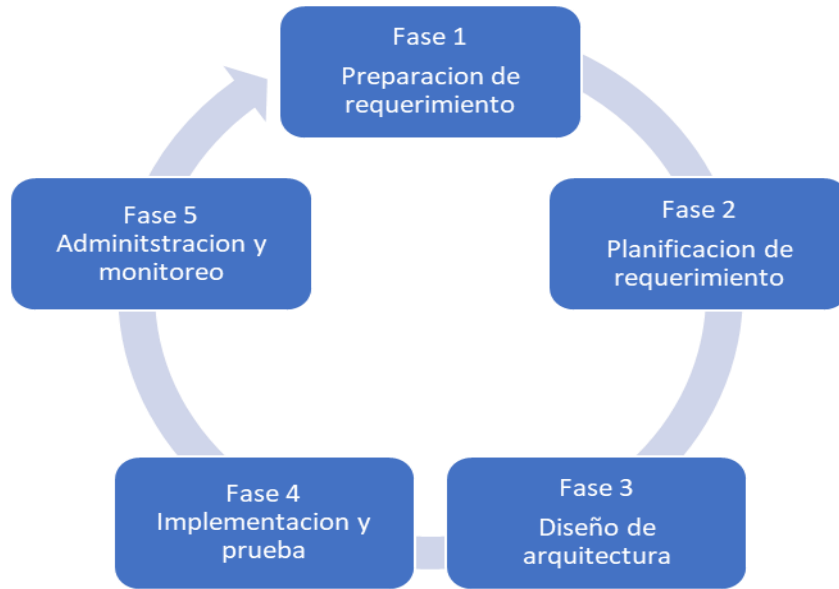 Fase 1
Preparacion de
requerimiento
Fase 2
Planificacion de
requerimiento
Fase 3
Diseño de
arquitectura
Fase 4
Implementacion y
prueba
Fase 5
Adminitstracion y
monitoreo